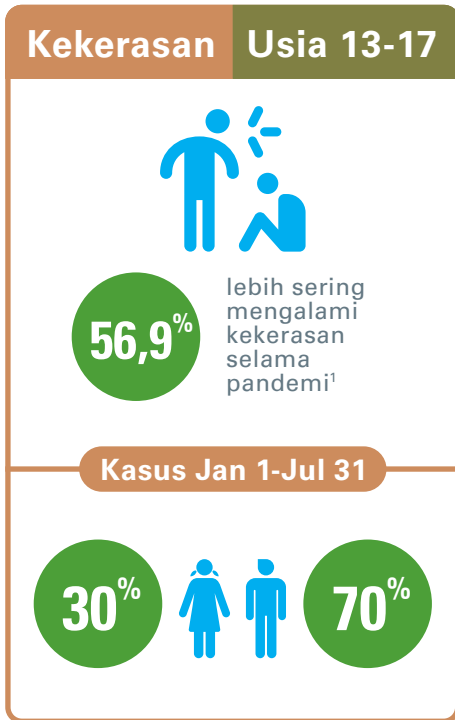 Kekerasan Usia 13-17
56,9%
lebih sering
mengalami
kekerasan
selama
pandemi¹
Kasus Jan 1-Jul 31
30% 70%